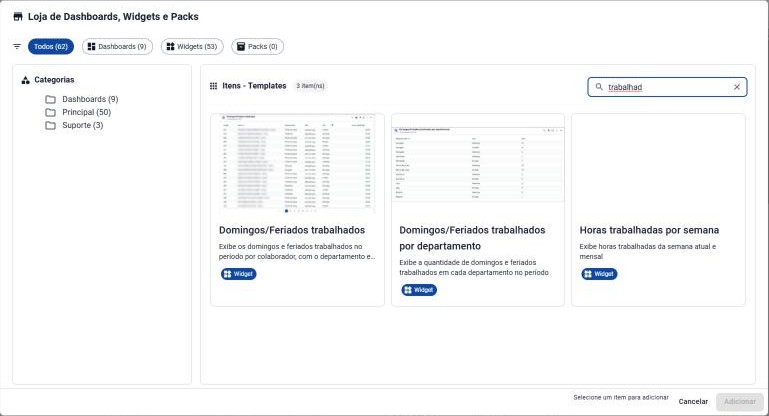 Loja de Dashboards, Widgets e Packs
Todos (62)
Dashboards (9)
Widgets (53)
Packs (0)
Categorias
Dashboards (9)
Principal (50)
Suporte (3)
Itens - Templates
3 item(ns)
trabalhad
Domingos/Feriados trabalhados
Exibe os domingos e feriados trabalhados no
período por colaborador, com o departamento e...
Widget
Domingos/Feriados trabalhados
por departamento
Exibe a quantidade de domingos e feriados
trabalhados em cada departamento no período
Widget
Horas trabalhadas por semana
Exibe horas trabalhadas da semana atual e
mensal
Widget
Selecione um item para adicionar
Cancelar
Adicionar